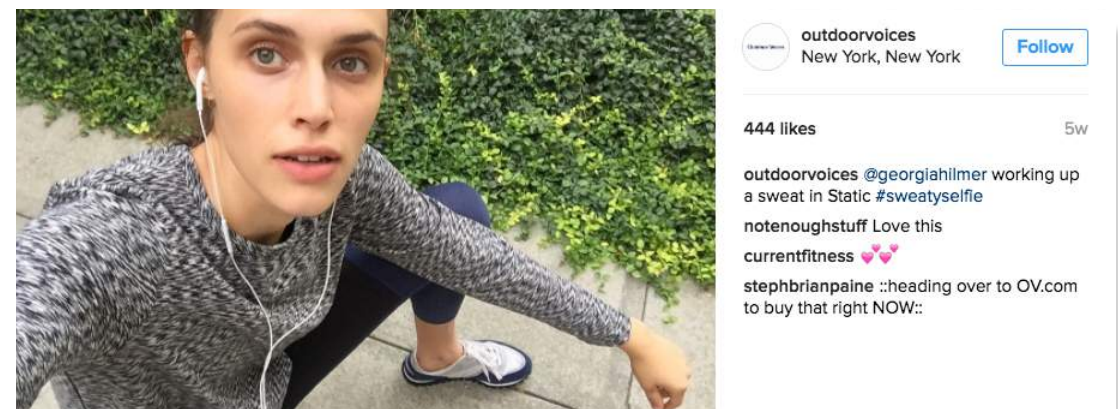 outdoorvoices
New York, New York
Follow
444 likes
5w
outdoorvoices @georgiahilmer working up
a sweat in Static #sweatyselfie
notenoughstuff Love this
currentfitness 💕💕
stephbrianpaine ::heading over to OV.com
to buy that right NOW::